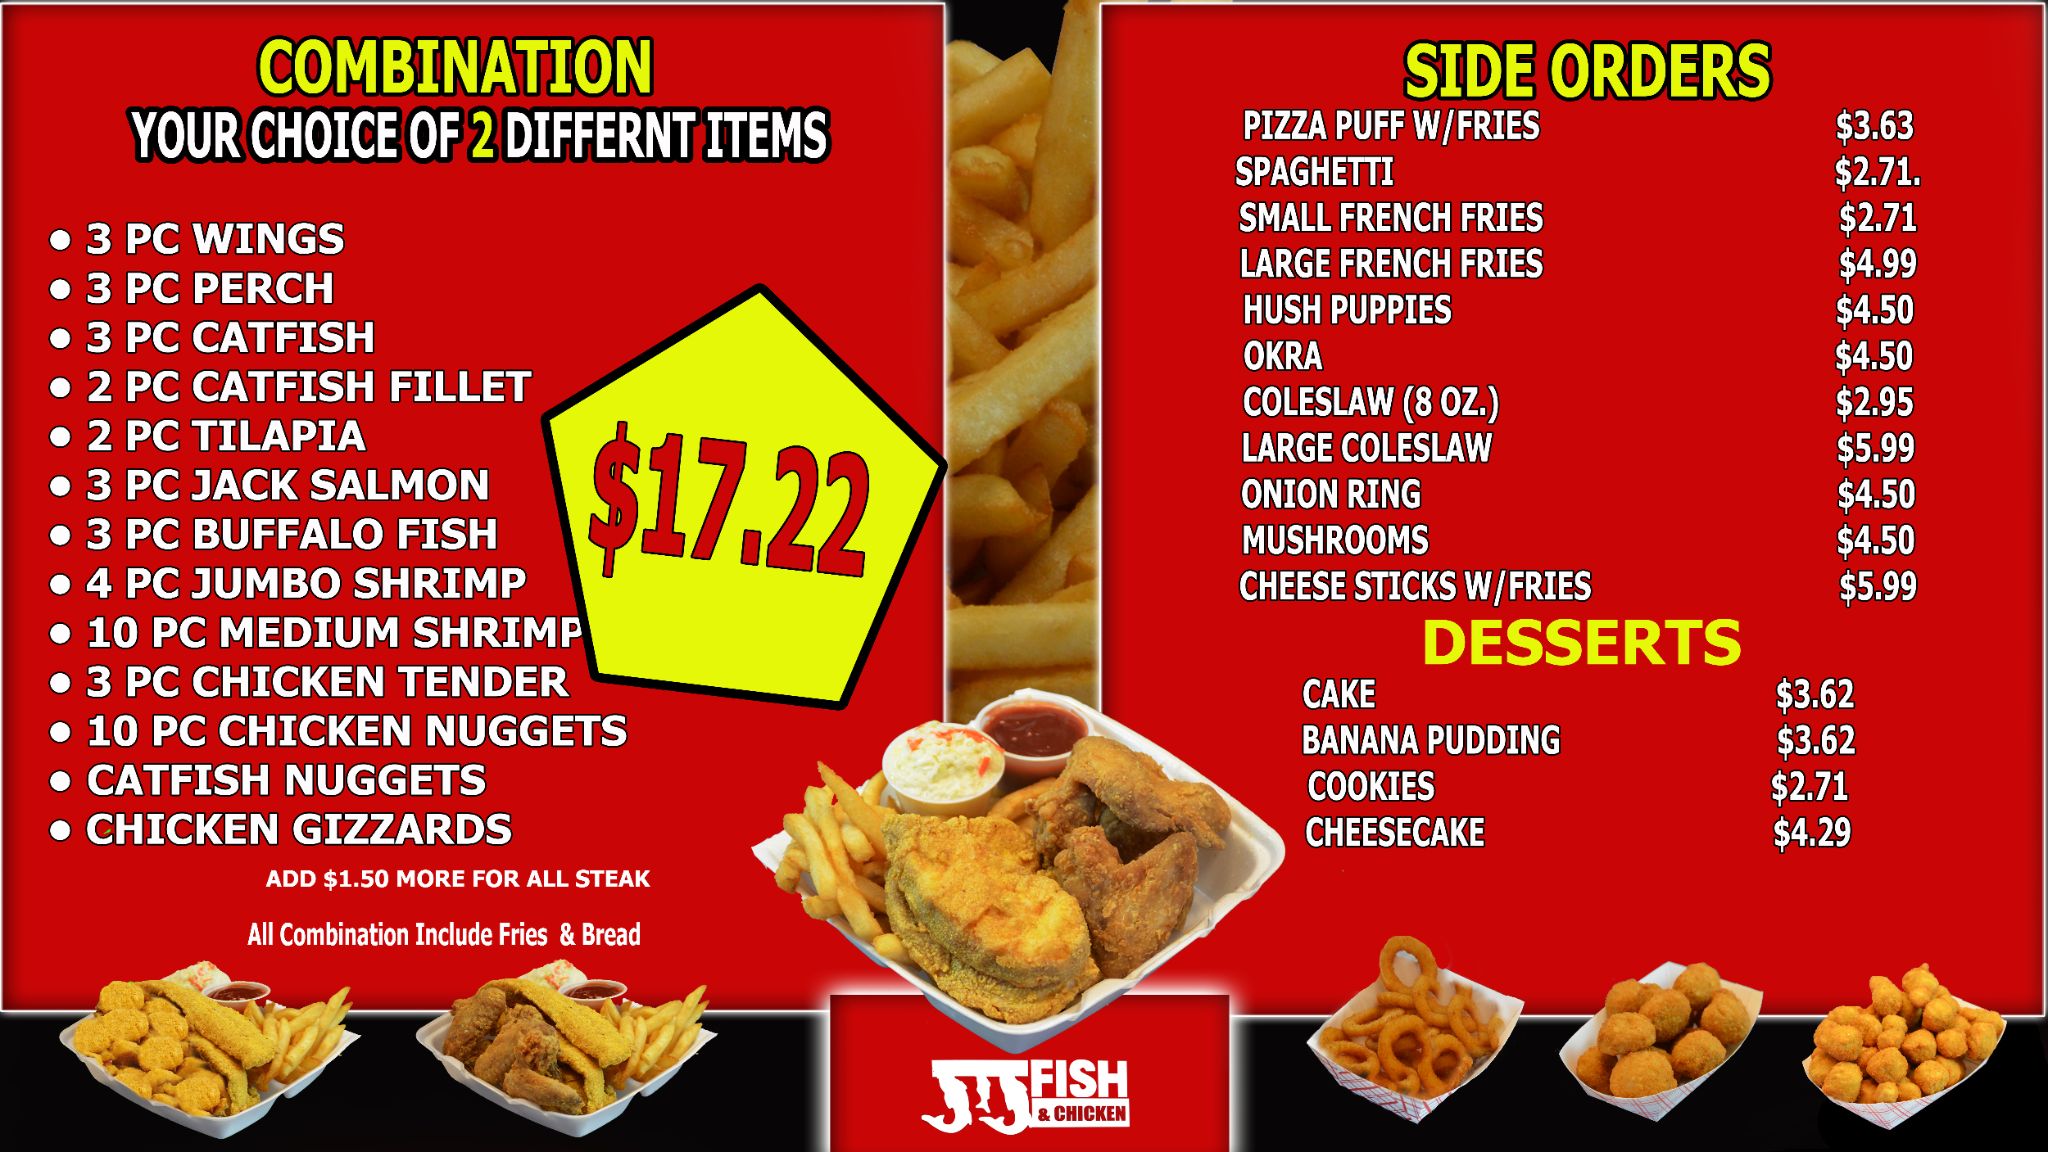 COMBINATION
YOUR CHOICE OF 2 DIFFERNT ITEMS
• 3 PC WINGS
• 3 PC PERCH
• 3 PC CATFISH
• 2 PC CATFISH FILLET
• 2 PC TILAPIA
• 3 PC JACK SALMON
• 3 PC BUFFALO FISH
• 4 PC JUMBO SHRIMP
• 10 PC MEDIUM SHRIMP
• 3 PC CHICKEN TENDER
• 10 PC CHICKEN NUGGETS
• CATFISH NUGGETS
• CHICKEN GIZZARDS
$17.22
ADD $1.50 MORE FOR ALL STEAK
All Combination Include Fries & Bread
SIDE ORDERS
PIZZA PUFF W/FRIES $3.63
SPAGHETTI $2.71.
SMALL FRENCH FRIES $2.71
LARGE FRENCH FRIES $4.99
HUSH PUPPIES $4.50
OKRA $4.50
COLESLAW (8 OZ.) $2.95
LARGE COLESLAW $5.99
ONION RING $4.50
MUSHROOMS $4.50
CHEESE STICKS W/FRIES $5.99
DESSERTS
CAKE $3.62
BANANA PUDDING $3.62
COOKIES $2.71
CHEESECAKE $4.29
JJ FISH
& CHICKEN